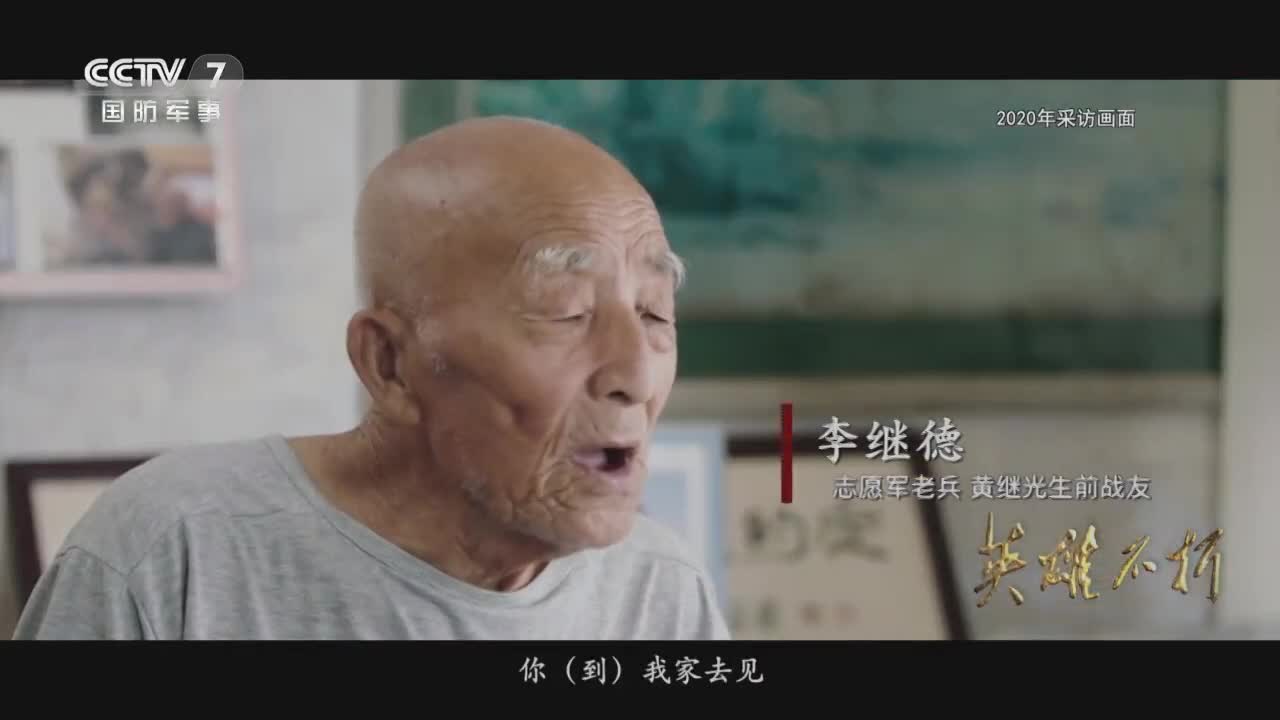 CCTV 7
国防军事
2020年采访画面
李继德
志愿军老兵 黄继光生前战友
的
英雄不朽
你（到）我家去见